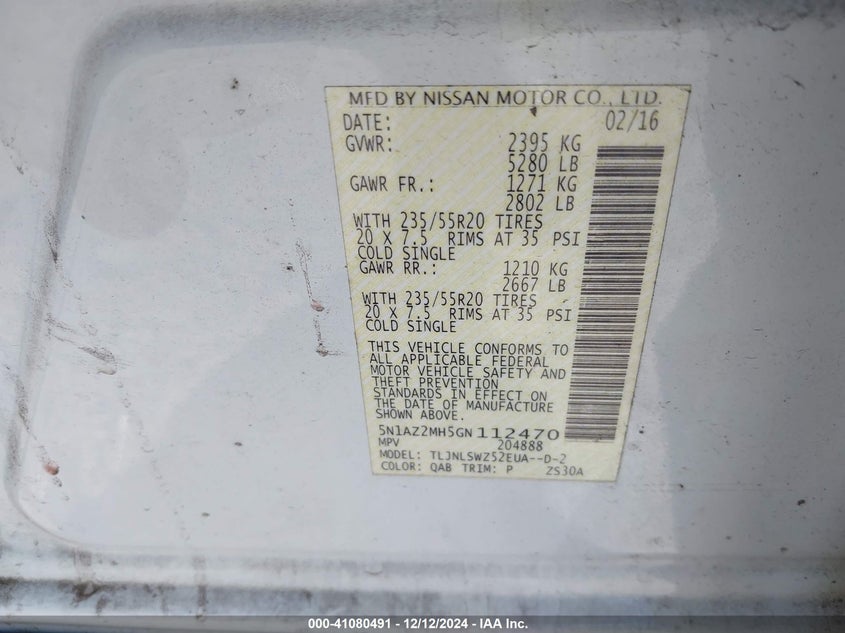 MFD BY NISSAN MOTOR CO., LTD.
DATE: 02/16
GVWR: 2395 KG
5280 LB
GAWR FR.: 1271 KG
2802 LB
WITH 235/55R20 TIRES
20 X 7.5 RIMS AT 35 PSI
COLD SINGLE
GAWR RR.: 1210 KG
2667 LB
WITH 235/55R20 TIRES
20 X 7.5 RIMS AT 35 PSI
COLD SINGLE
THIS VEHICLE CONFORMS TO
ALL APPLICABLE FEDERAL
MOTOR VEHICLE SAFETY AND
THEFT PREVENTION
STANDARDS IN EFFECT ON
THE DATE OF MANUFACTURE
SHOWN ABOVE.
5N1AZ2MH5GN 112470
MPV 204888
MODEL: TLJNLSWZ52EUA--D-2
COLOR: QAB TRIM: P ZS30A
000-41080491 - 12/12/2024 - IAA Inc.